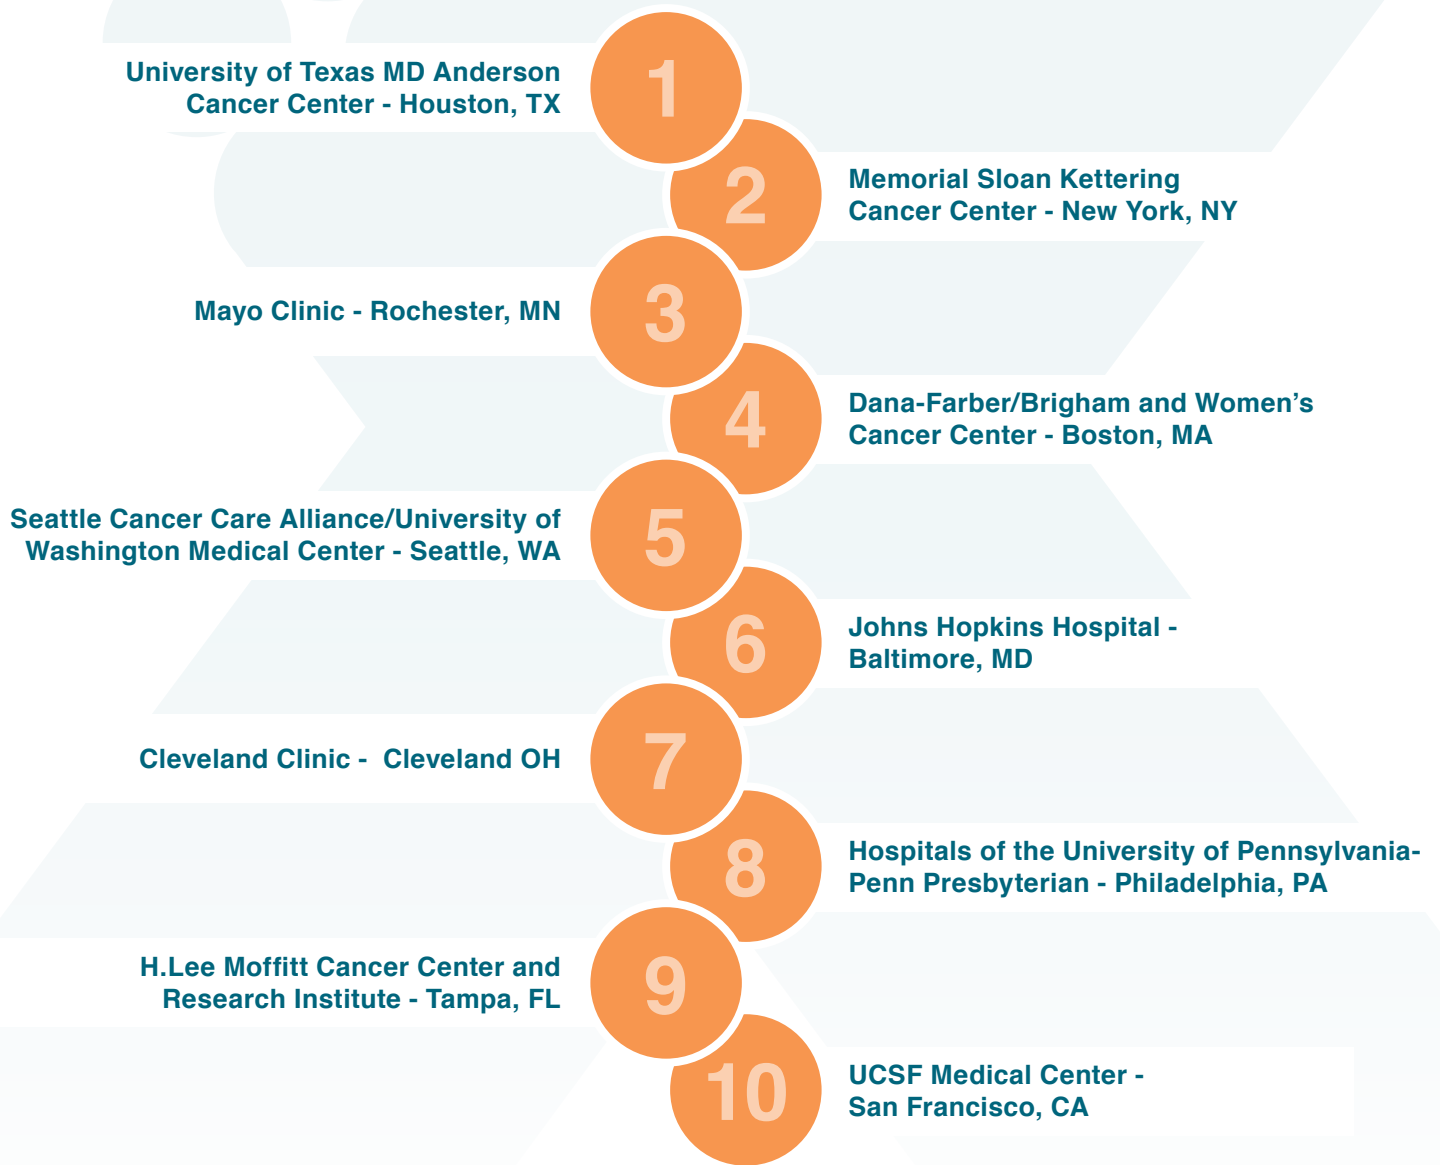 1
University of Texas MD Anderson
Cancer Center - Houston, TX
2
Memorial Sloan Kettering
Cancer Center - New York, NY
3
Mayo Clinic - Rochester, MN
4
Dana-Farber/Brigham and Women’s
Cancer Center - Boston, MA
5
Seattle Cancer Care Alliance/University of
Washington Medical Center - Seattle, WA
6
Johns Hopkins Hospital -
Baltimore, MD
7
Cleveland Clinic -  Cleveland OH
8
Hospitals of the University of Pennsylvania-
Penn Presbyterian - Philadelphia, PA
9
H.Lee Moffitt Cancer Center and
Research Institute - Tampa, FL
10
UCSF Medical Center -
San Francisco, CA